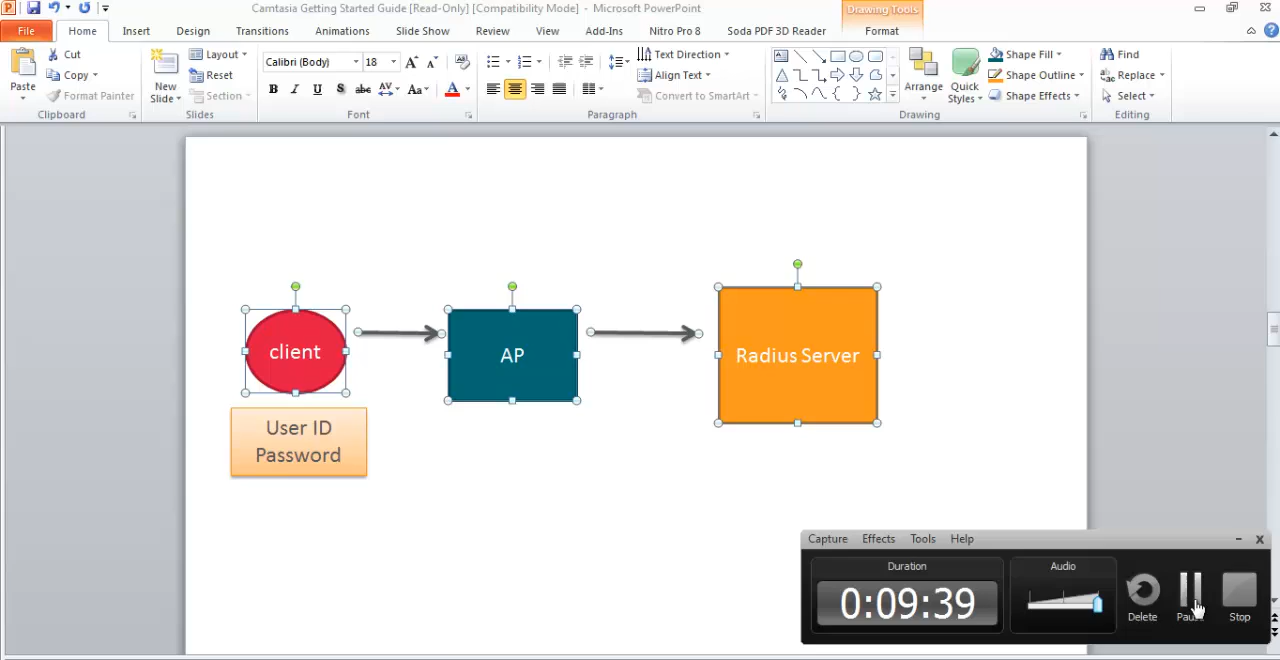 Camtasia Getting Started Guide [Read-Only] [Compatibility Mode] - Microsoft PowerPoint
Drawing Tools
File Home Insert Design Transitions Animations Slide Show Review View Add-Ins Nitro Pro 8 Soda PDF 3D Reader Format
Paste
Cut
Copy
Format Painter
Clipboard
New Slide
Layout
Reset
Section
Slides
Calibri (Body) 18
B I U S abc AV Aa A
Font
Text Direction
Align Text
Convert to SmartArt
Paragraph
Arrange
Quick Styles
Shape Fill
Shape Outline
Shape Effects
Drawing
Find
Replace
Select
Editing
client
AP
Radius Server
User ID
Password
Capture Effects Tools Help
Duration
0:09:39
Audio
Delete
Stop